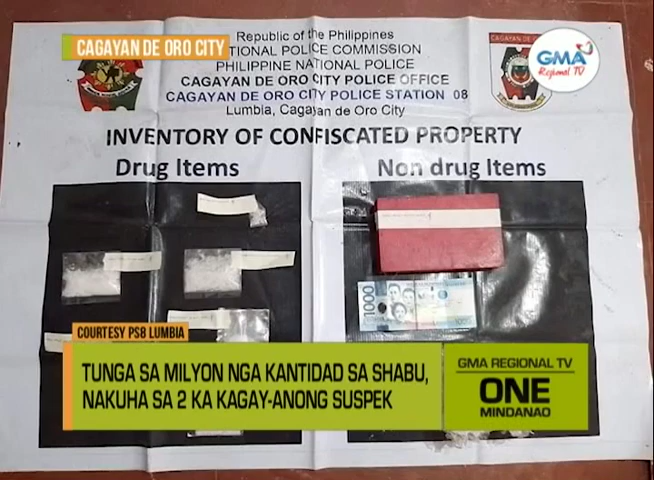 CAGAYAN DE ORO CITY
Republic of the Philippines
NATIONAL POLICE COMMISSION
PHILIPPINE NATIONAL POLICE
CAGAYAN DE ORO CITY POLICE OFFICE
CAGAYAN DE ORO CITY POLICE STATION 08
Lumbia, Cagayan de Oro City
GMA
Regional TV
INVENTORY OF CONFISCATED PROPERTY
Drug Items
Non drug Items
1000
COURTESY PS8 LUMBIA
TUNGA SA MILYON NGA KANTIDAD SA SHABU,
NAKUHA SA 2 KA KAGAY-ANONG SUSPEK
GMA REGIONAL TV
ONE
MINDANAO